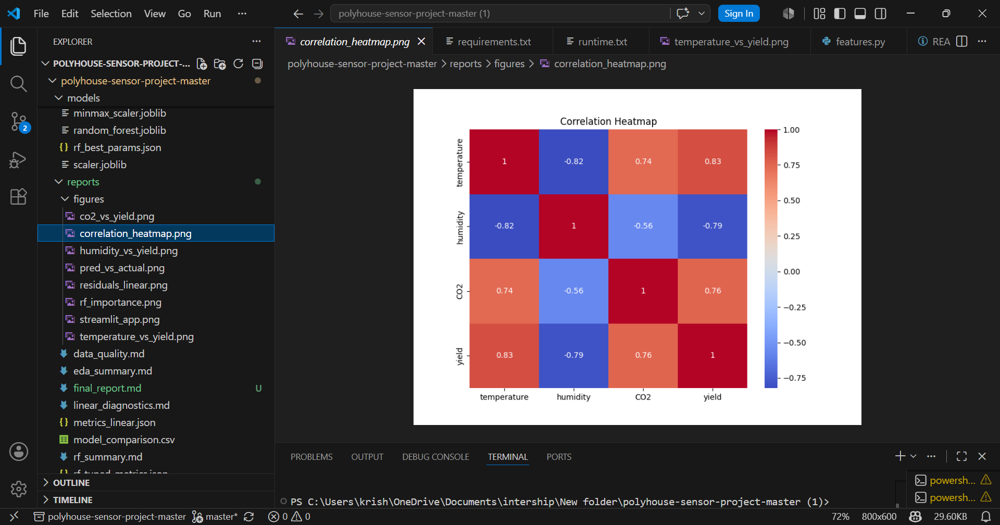 File Edit Selection View Go Run ...
polyhouse-sensor-project-master (1)
Sign In
EXPLORER
POLYHOUSE-SENSOR-PROJECT-...
polyhouse-sensor-project-master
models
minmax_scaler.joblib
random_forest.joblib
{} rf_best_params.json
scaler.joblib
reports
figures
co2_vs_yield.png
correlation_heatmap.png
humidity_vs_yield.png
pred_vs_actual.png
residuals_linear.png
rf_importance.png
streamlit_app.png
temperature_vs_yield.png
data_quality.md
eda_summary.md
final_report.md U
linear_diagnostics.md
{} metrics_linear.json
model_comparison.csv
rf_summary.md
{} rf_tuned_metrics.json
OUTLINE
TIMELINE
2
correlation_heatmap.png
requirements.txt
runtime.txt
temperature_vs_yield.png
features.py
REA
polyhouse-sensor-project-master > reports > figures > correlation_heatmap.png
Correlation Heatmap
temperature
1 -0.82 0.74 0.83
humidity
-0.82 1 -0.56 -0.79
CO2
0.74 -0.56 1 0.76
yield
0.83 -0.79 0.76 1
temperature humidity CO2 yield
1.00
0.75
0.50
0.25
0.00
−0.25
−0.50
−0.75
PROBLEMS OUTPUT DEBUG CONSOLE TERMINAL PORTS
PS C:\Users\krish\OneDrive\Documents\intership\New folder\polyhouse-sensor-project-master (1)>
powersh...
powersh...
polyhouse-sensor-project-master master* 0 0
72% 800x600 29.60KB